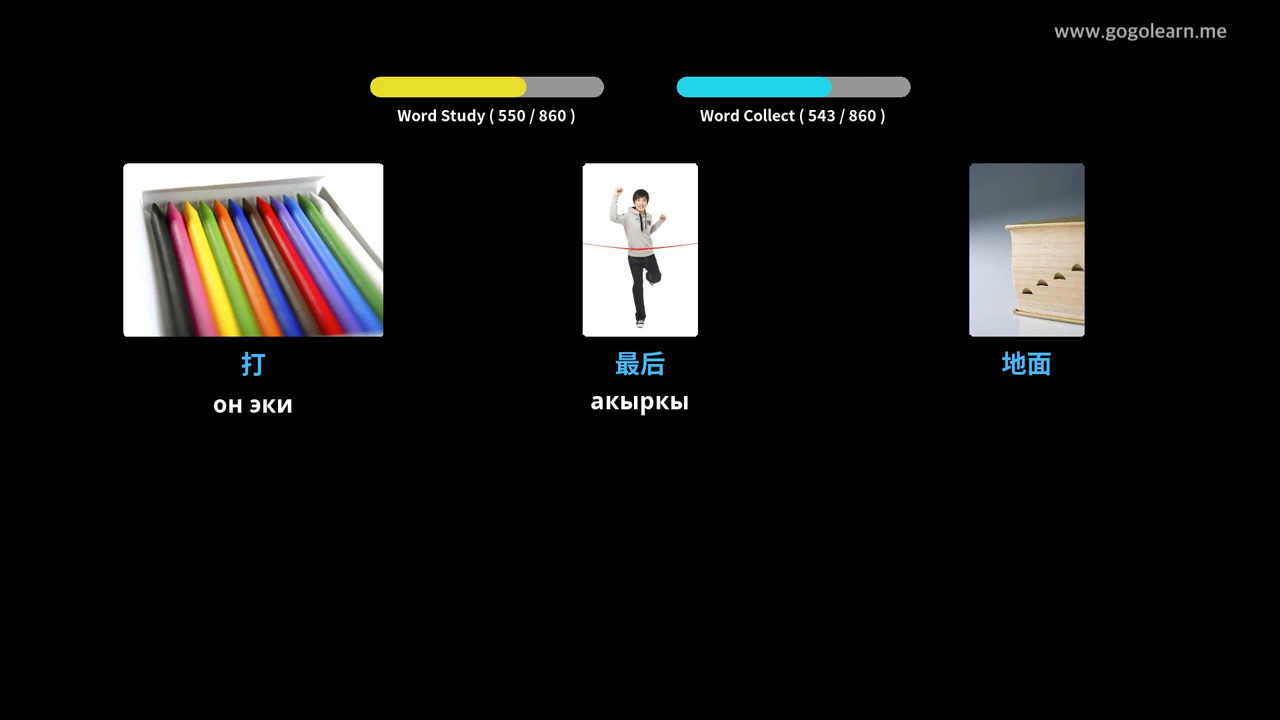 www.gogolearn.me
Word Study ( 550 / 860 )
Word Collect ( 543 / 860 )
打
он эки
最后
акыркы
地面